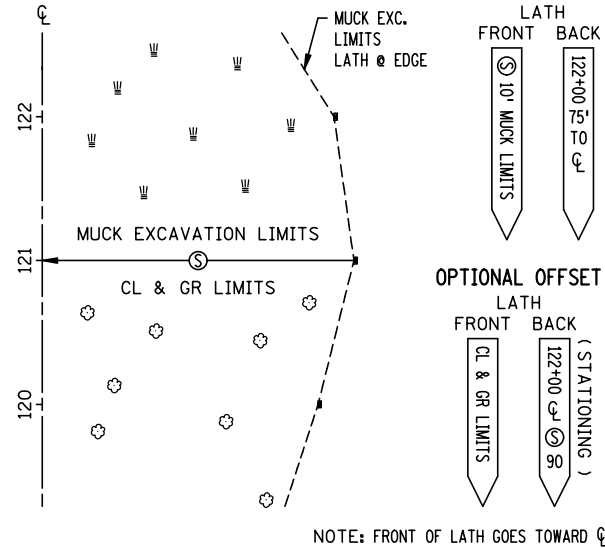 ℄
MUCK EXC.
LIMITS
LATH @ EDGE
122
121
120
MUCK EXCAVATION LIMITS
Ⓢ
CL & GR LIMITS
LATH
FRONT BACK
Ⓢ 10' MUCK LIMITS
122+00 75'
TO
℄
OPTIONAL OFFSET
LATH
FRONT BACK
CL & GR LIMITS
122+00 ℄ Ⓢ 90
(STATIONING)
NOTE: FRONT OF LATH GOES TOWARD ℄